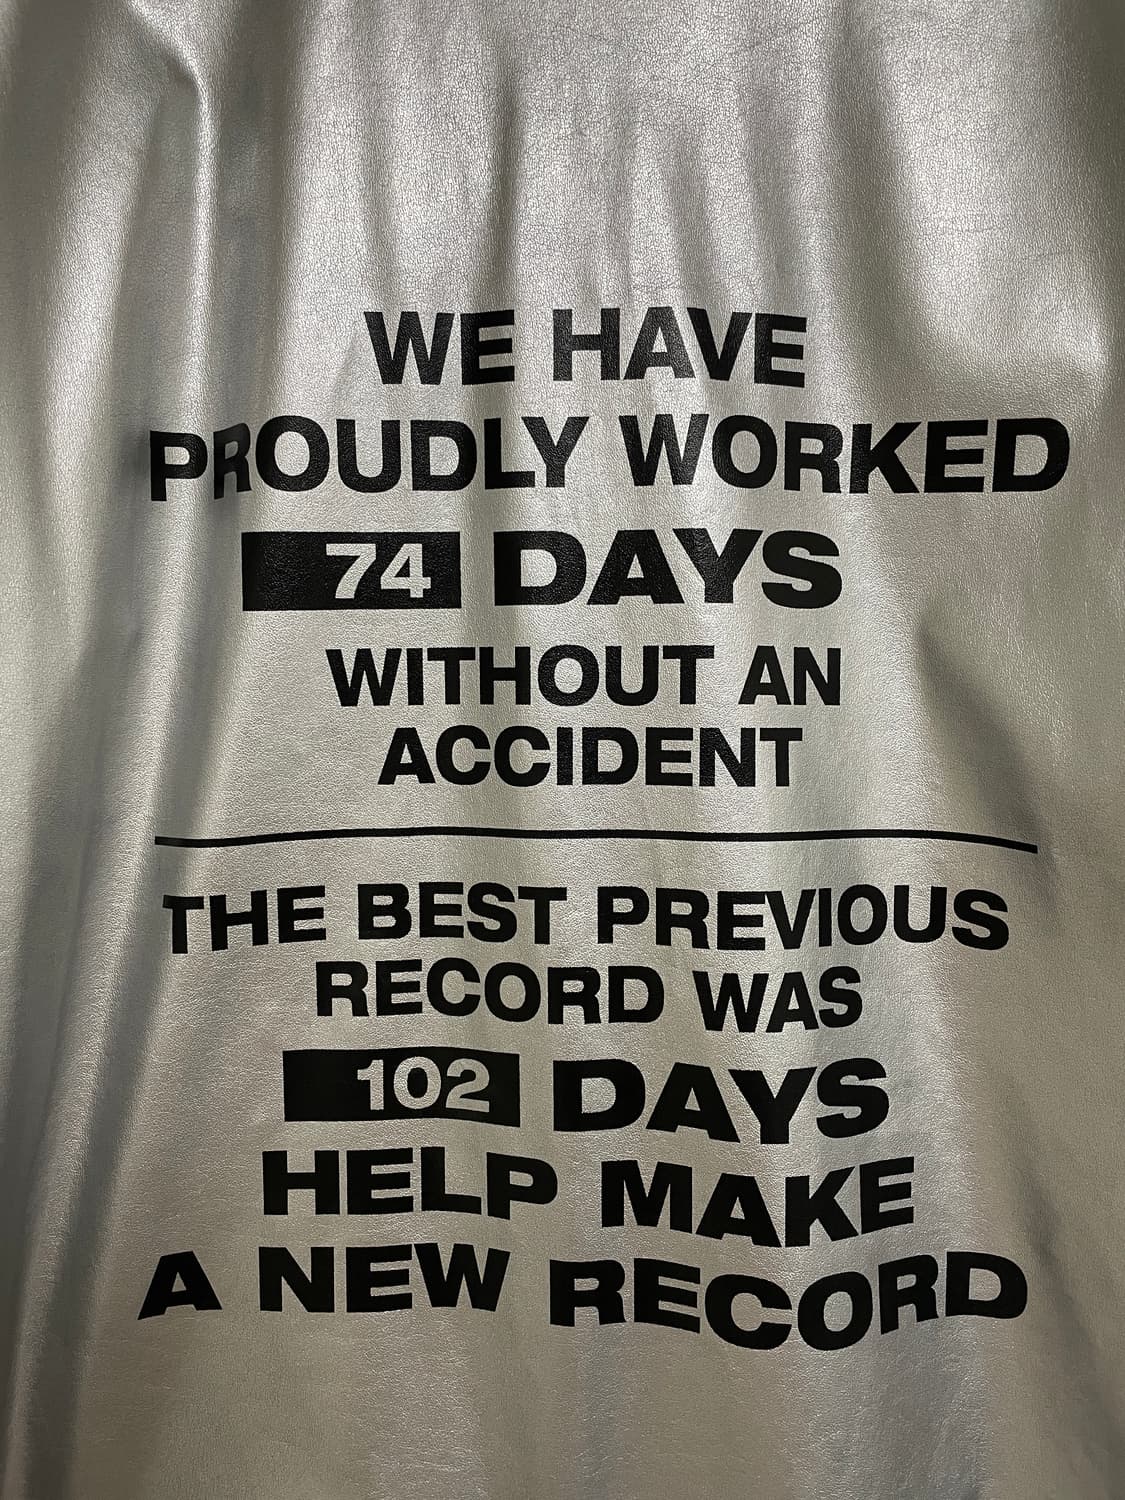 WE HAVE
PROUDLY WORKED
74 DAYS
WITHOUT AN
ACCIDENT
THE BEST PREVIOUS
RECORD WAS
102 DAYS
HELP MAKE
A NEW RECORD